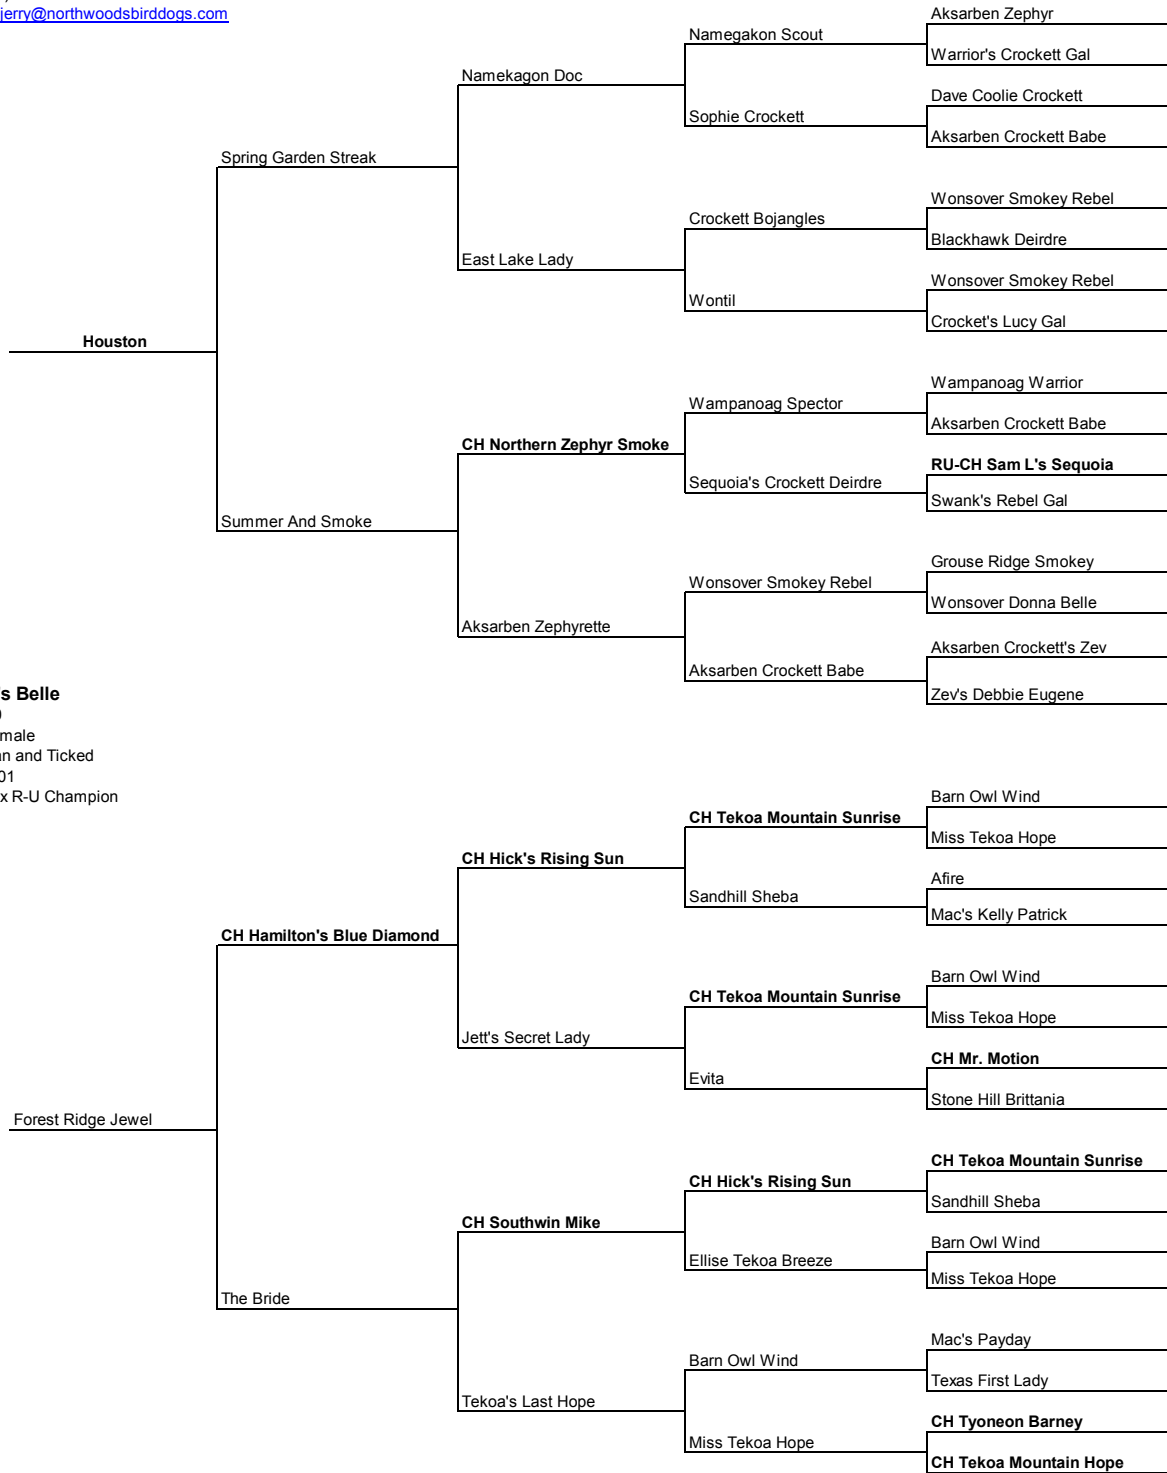 jerry@northwoodsbirddogs.com
Aksarben Zephyr
Namegakon Scout
Warrior's Crockett Gal
Namekagon Doc
Dave Coolie Crockett
Sophie Crockett
Aksarben Crockett Babe
Spring Garden Streak
Wonsover Smokey Rebel
Crockett Bojangles
Blackhawk Deirdre
East Lake Lady
Wonsover Smokey Rebel
Wontil
Crocket's Lucy Gal
Houston
Wampanoag Warrior
Wampanoag Spector
Aksarben Crockett Babe
CH Northern Zephyr Smoke
RU-CH Sam L's Sequoia
Sequoia's Crockett Deirdre
Swank's Rebel Gal
Summer And Smoke
Grouse Ridge Smokey
Wonsover Smokey Rebel
Wonsover Donna Belle
Aksarben Zephyrette
Aksarben Crockett's Zev
Aksarben Crockett Babe
Zev's Debbie Eugene
's Belle
male
n and Ticked
01
x R-U Champion
Barn Owl Wind
CH Tekoa Mountain Sunrise
Miss Tekoa Hope
CH Hick's Rising Sun
Afire
Sandhill Sheba
Mac's Kelly Patrick
CH Hamilton's Blue Diamond
Barn Owl Wind
CH Tekoa Mountain Sunrise
Miss Tekoa Hope
Jett's Secret Lady
CH Mr. Motion
Evita
Stone Hill Brittania
Forest Ridge Jewel
CH Tekoa Mountain Sunrise
CH Hick's Rising Sun
Sandhill Sheba
CH Southwin Mike
Barn Owl Wind
Ellise Tekoa Breeze
Miss Tekoa Hope
The Bride
Mac's Payday
Barn Owl Wind
Texas First Lady
Tekoa's Last Hope
CH Tyoneon Barney
Miss Tekoa Hope
CH Tekoa Mountain Hope